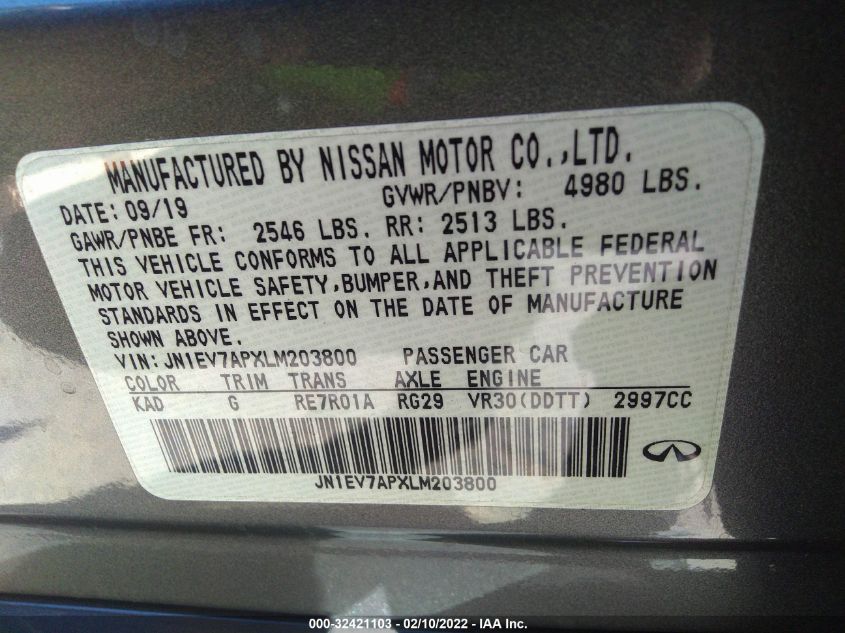 MANUFACTURED BY NISSAN MOTOR CO.,LTD.
DATE: 09/19 GVWR/PNBV: 4980 LBS.
GAWR/PNBE FR: 2546 LBS. RR: 2513 LBS.
THIS VEHICLE CONFORMS TO ALL APPLICABLE FEDERAL
MOTOR VEHICLE SAFETY,BUMPER,AND THEFT PREVENTION
STANDARDS IN EFFECT ON THE DATE OF MANUFACTURE
SHOWN ABOVE.
VIN: JN1EV7APXLM203800 PASSENGER CAR
COLOR TRIM TRANS AXLE ENGINE
KAD G RE7R01A RG29 VR30(DDTT) 2997CC
JN1EV7APXLM203800
000-32421103 - 02/10/2022 - IAA Inc.